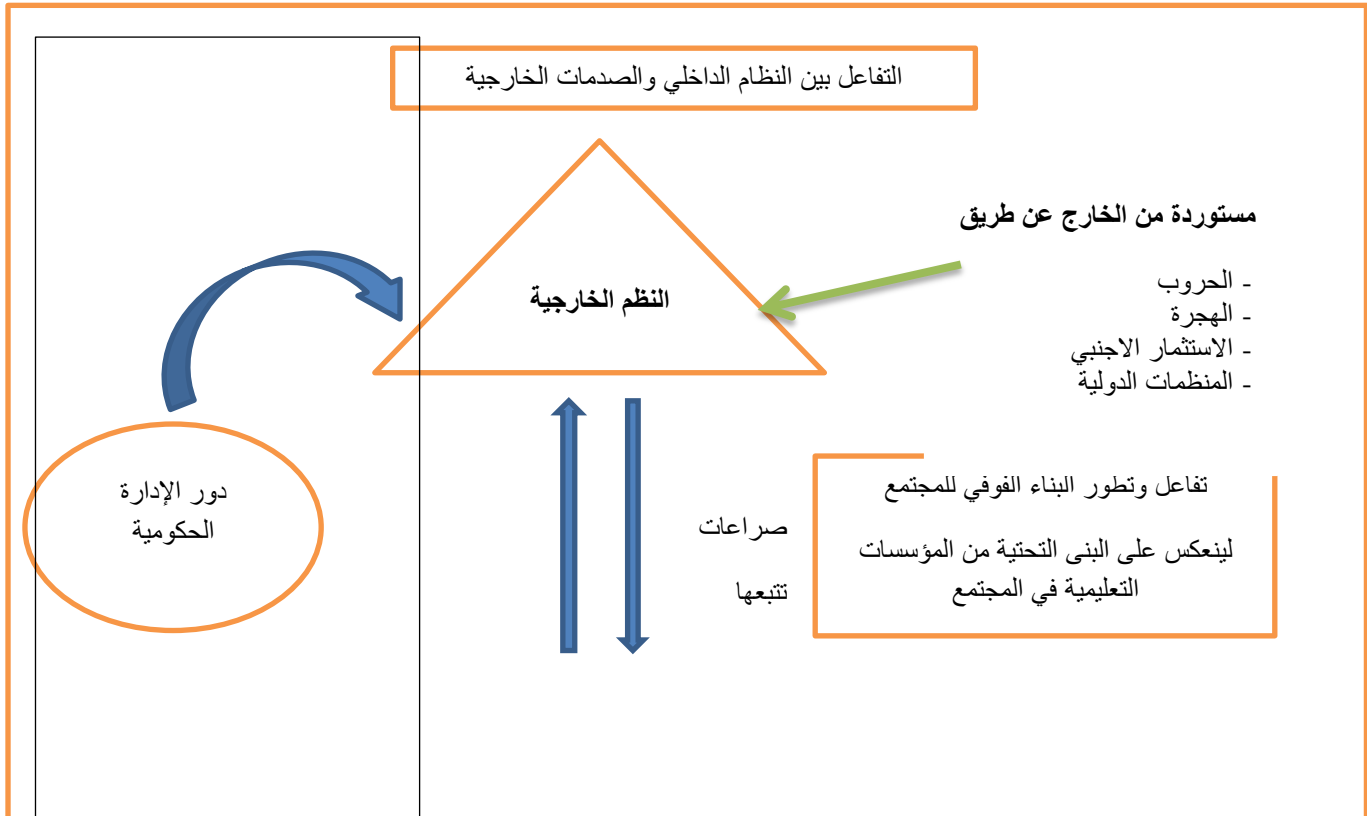 التفاعل بين النظام الداخلي والصدمات الخارجية
مستوردة من الخارج عن طريق
- الحروب
- الهجرة
- الاستثمار الاجنبي
- المنظمات الدولية
النظم الخارجية
تفاعل وتطور البناء الفوفي للمجتمع
لينعكس على البنى التحتية من المؤسسات
التعليمية في المجتمع
صراعات
تتبعها
دور الإدارة
الحكومية